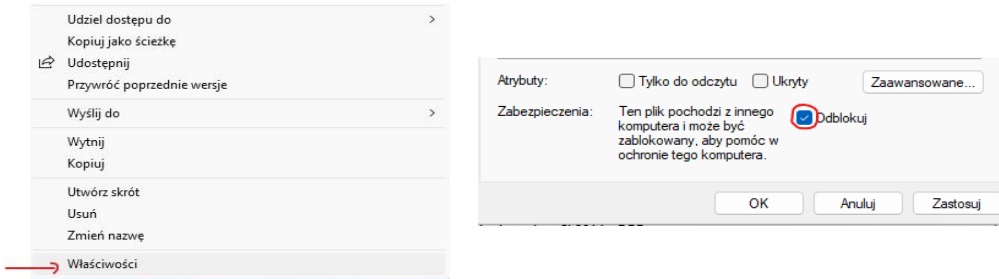 Udziel dostępu do
Kopiuj jako ścieżkę
Udostępnij
Przywróć poprzednie wersje
Wyślij do
Wytnij
Kopiuj
Utwórz skrót
Usuń
Zmień nazwę
Właściwości
Atrybuty: Tylko do odczytu Ukryty Zaawansowane...
Zabezpieczenia: Ten plik pochodzi z innego
komputera i może być
zablokowany, aby pomóc w
ochronie tego komputera.
Odblokuj
OK Anuluj Zastosuj